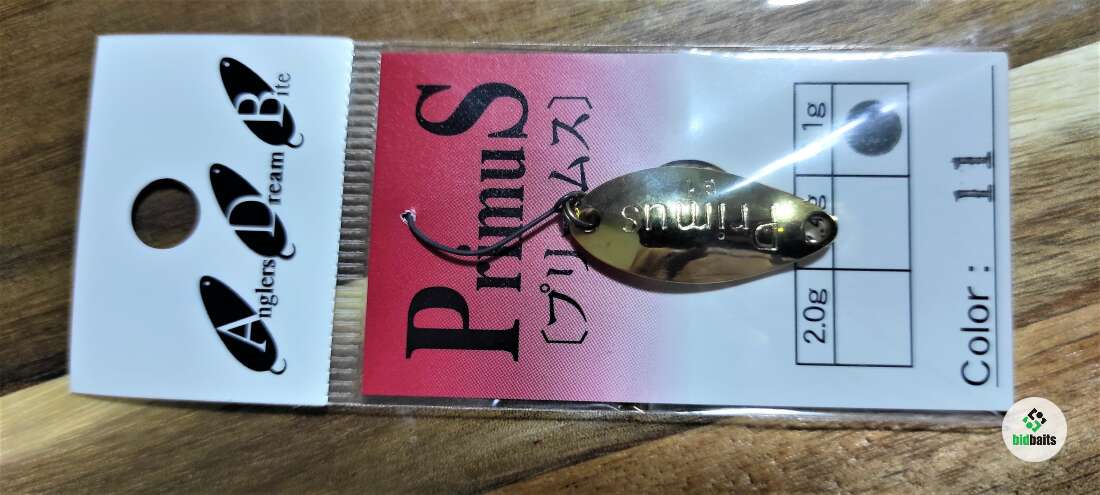 Anglers
Dream
Bite
Primus
〔プリムス〕
Primus
1g
g
2.0g
Color: 11
bidbaits